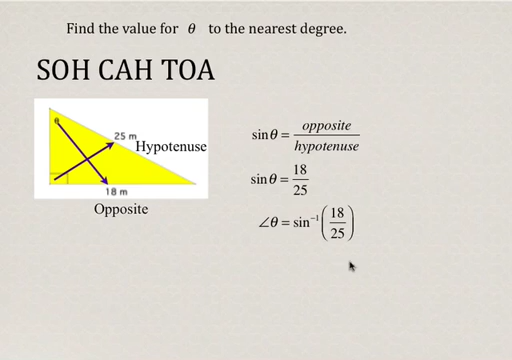 Find the value for θ to the nearest degree.
SOH CAH TOA
θ
25 m
Hypotenuse
18 m
Opposite
sin θ = opposite / hypotenuse
sin θ = 18 / 25
∠θ = sin⁻¹(18 / 25)